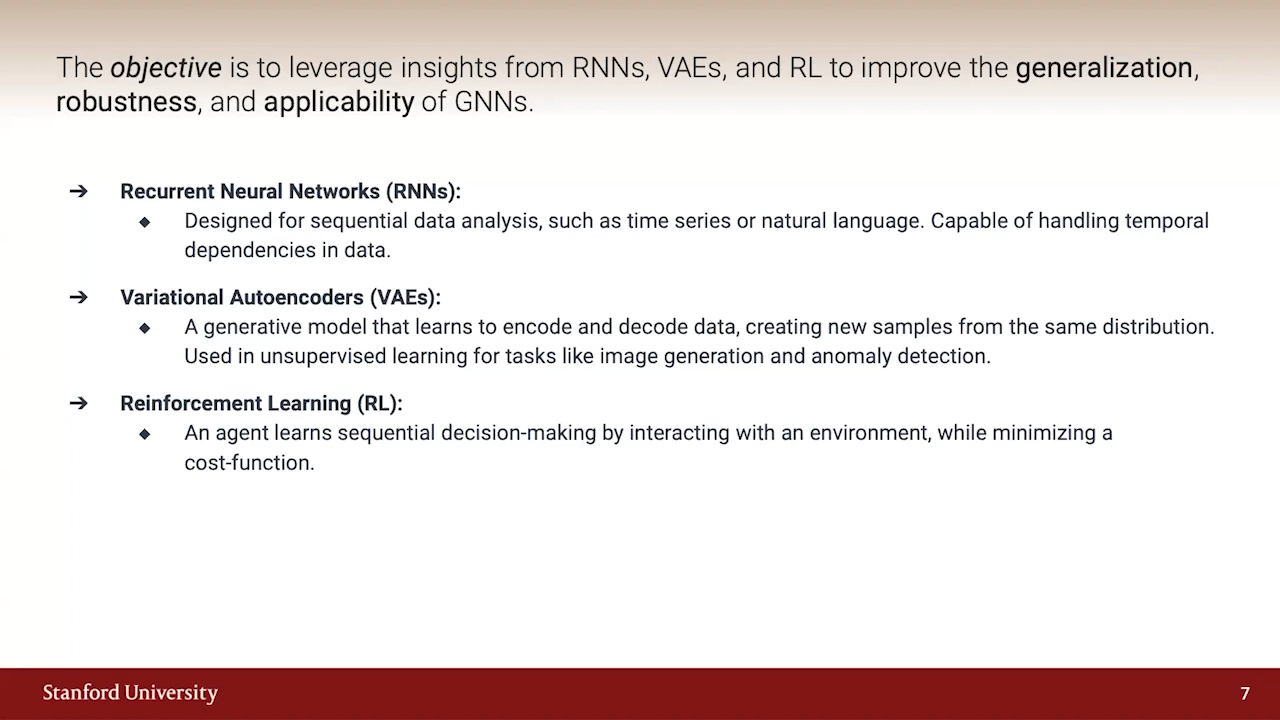 The objective is to leverage insights from RNNs, VAEs, and RL to improve the generalization,
robustness, and applicability of GNNs.
➔ Recurrent Neural Networks (RNNs):
◆ Designed for sequential data analysis, such as time series or natural language. Capable of handling temporal
dependencies in data.
➔ Variational Autoencoders (VAEs):
◆ A generative model that learns to encode and decode data, creating new samples from the same distribution.
Used in unsupervised learning for tasks like image generation and anomaly detection.
➔ Reinforcement Learning (RL):
◆ An agent learns sequential decision-making by interacting with an environment, while minimizing a
cost-function.
Stanford University
7